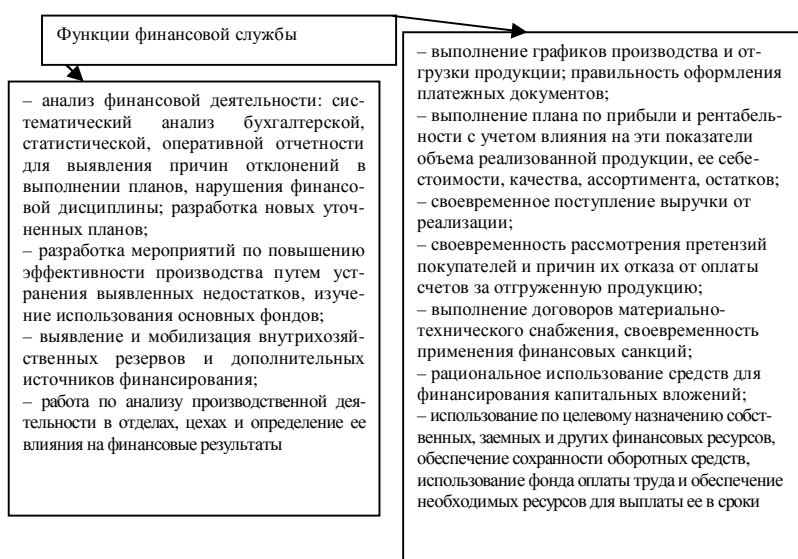 Функции финансовой службы
– анализ финансовой деятельности: сис-
тематический анализ бухгалтерской,
статистической, оперативной отчетности
для выявления причин отклонений в
выполнении планов, нарушения финансо-
вой дисциплины; разработка новых уточ-
ненных планов;
– разработка мероприятий по повышению
эффективности производства путем уст-
ранения выявленных недостатков, изуче-
ние использования основных фондов;
– выявление и мобилизация внутрихозяй-
ственных резервов и дополнительных
источников финансирования;
– работа по анализу производственной дея-
тельности в отделах, цехах и определение ее
влияния на финансовые результаты
– выполнение графиков производства и от-
грузки продукции; правильность оформления
платежных документов;
– выполнение плана по прибыли и рентабель-
ности с учетом влияния на эти показатели
объема реализованной продукции, ее себе-
стоимости, качества, ассортимента, остатков;
– своевременное поступление выручки от
реализации;
– своевременность рассмотрения претензий
покупателей и причин их отказа от оплаты
счетов за отгруженную продукцию;
– выполнение договоров материально-
технического снабжения, своевременность
применения финансовых санкций;
– рациональное использование средств для
финансирования капитальных вложений;
– использование по целевому назначению собст-
венных, заемных и других финансовых ресурсов,
обеспечение сохранности оборотных средств,
использование фонда оплаты труда и обеспечение
необходимых ресурсов для выплаты ее в сроки